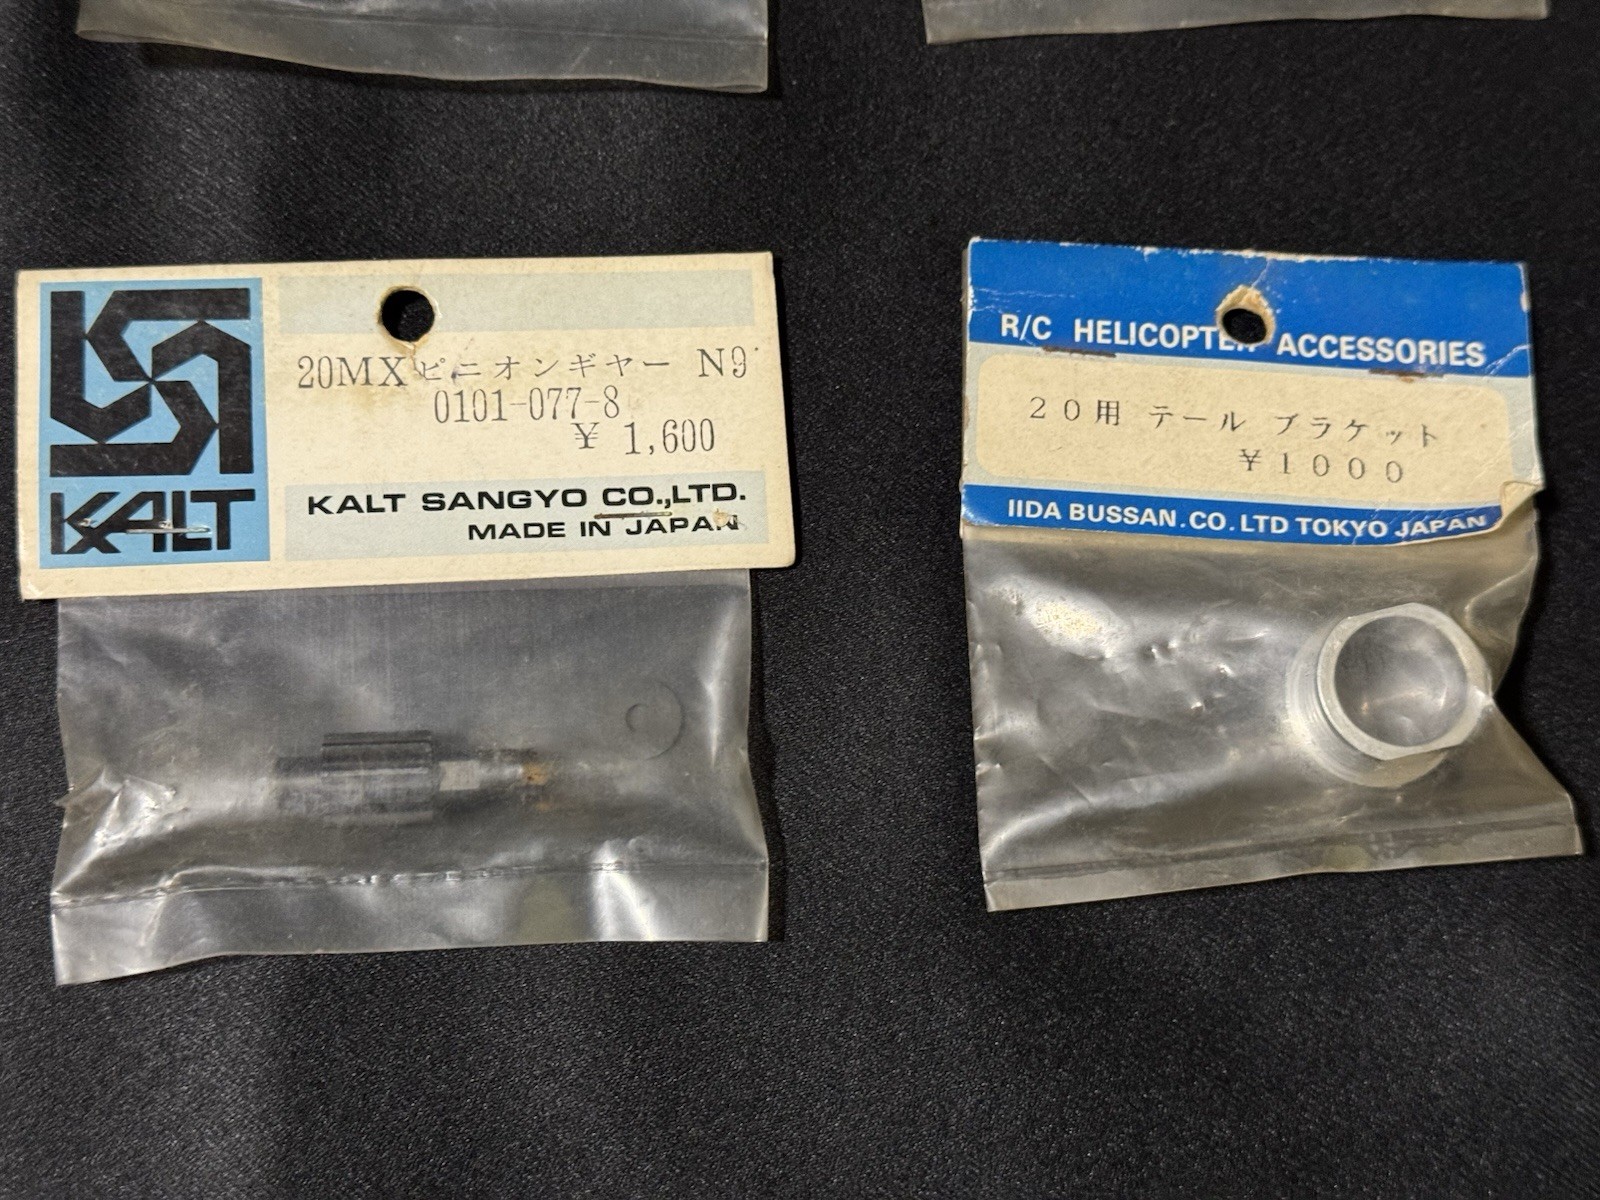 KALT
20MXピニオンギヤー N9
0101-077-8
¥ 1,600
KALT SANGYO CO.,LTD.
MADE IN JAPAN
R/C HELICOPTER ACCESSORIES
20用 テール ブラケット
¥1000
IIDA BUSSAN.CO.LTD TOKYO JAPAN